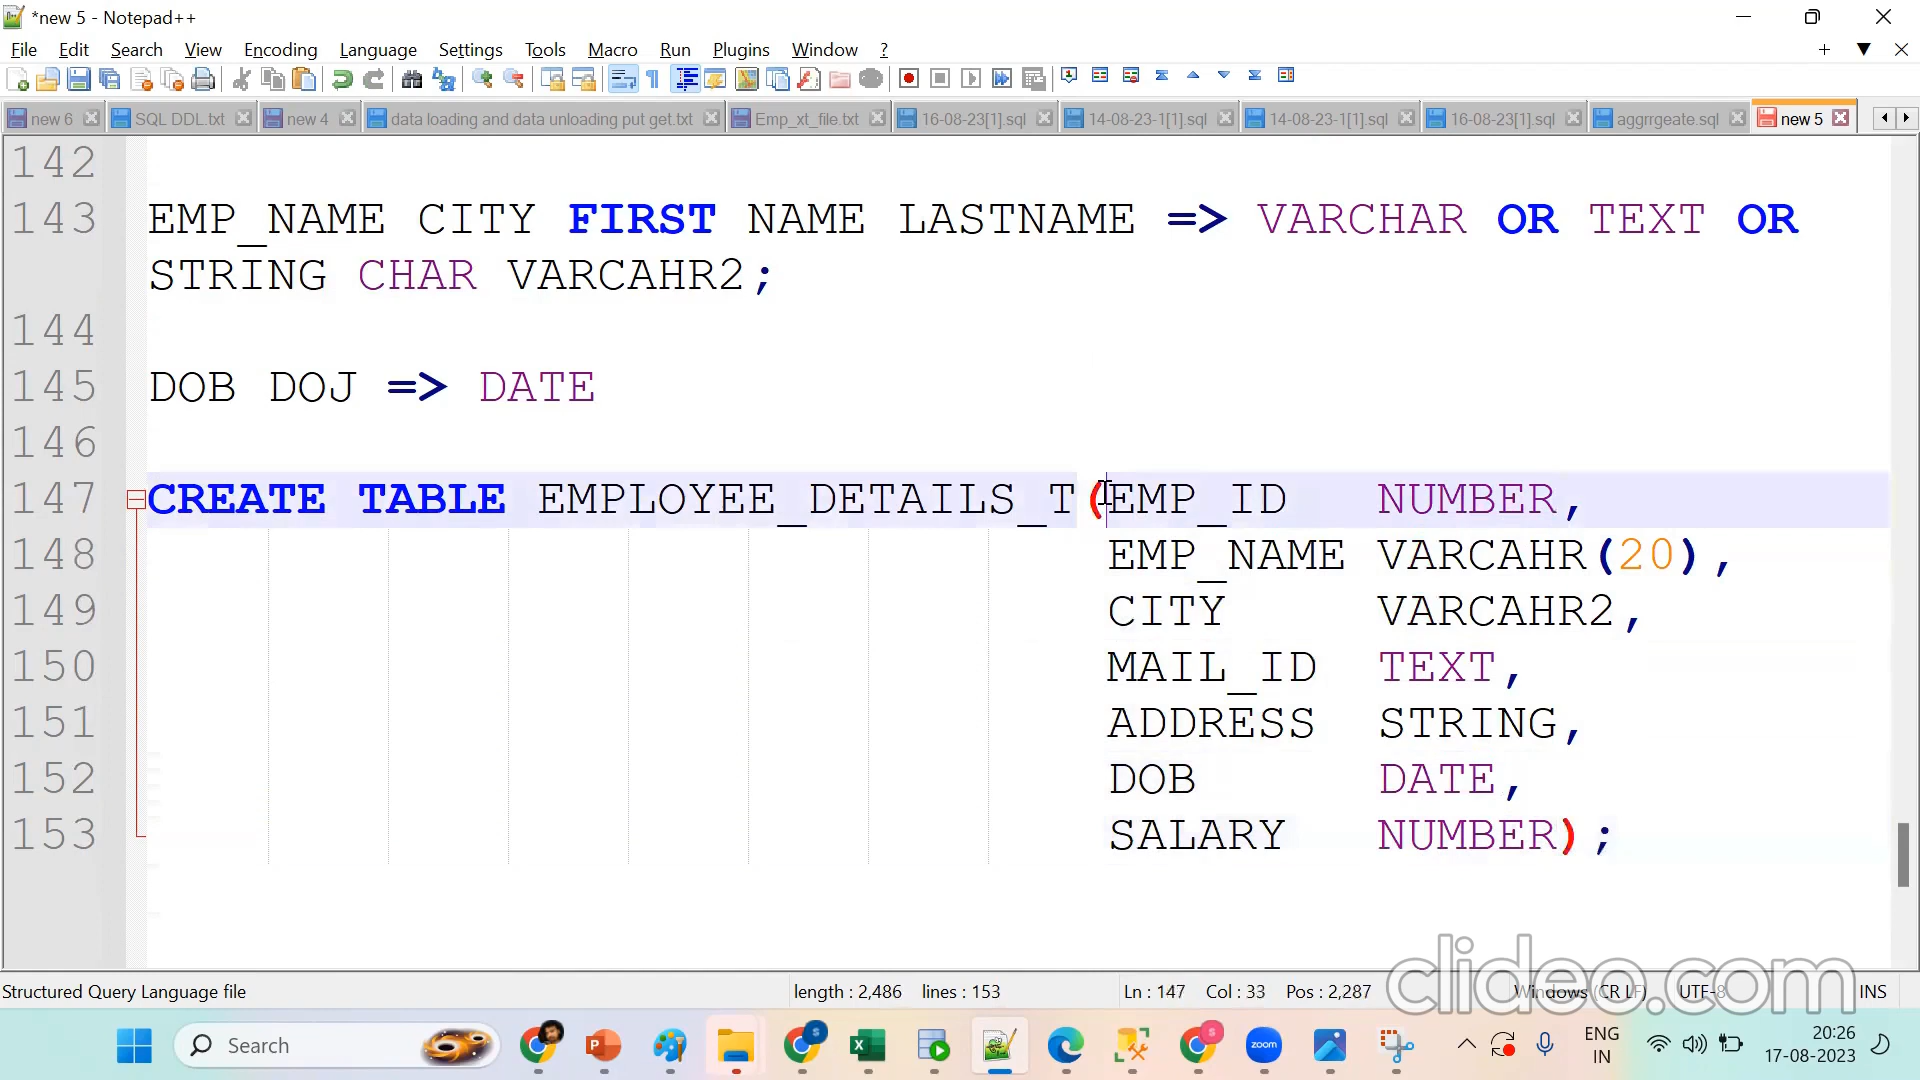 *new 5 - Notepad++
File Edit Search View Encoding Language Settings Tools Macro Run Plugins Window ?
new 6 SQL DDL.txt new 4 data loading and data unloading put get.txt Emp_xt_file.txt 16-08-23[1].sql 14-08-23-1[1].sql 14-08-23-1[1].sql 16-08-23[1].sql aggrrgeate.sql new 5
142
143 EMP_NAME CITY FIRST NAME LASTNAME => VARCHAR OR TEXT OR
STRING CHAR VARCAHR2;
144
145 DOB DOJ => DATE
146
147 CREATE TABLE EMPLOYEE_DETAILS_T(EMP_ID NUMBER,
148 EMP_NAME VARCAHR(20),
149 CITY VARCAHR2,
150 MAIL_ID TEXT,
151 ADDRESS STRING,
152 DOB DATE,
153 SALARY NUMBER);
clideo.com
Structured Query Language file length : 2,486 lines : 153 Ln : 147 Col : 33 Pos : 2,287 Windows (CR LF) UTF-8 INS
Search zoom ENG 20:26
IN 17-08-2023